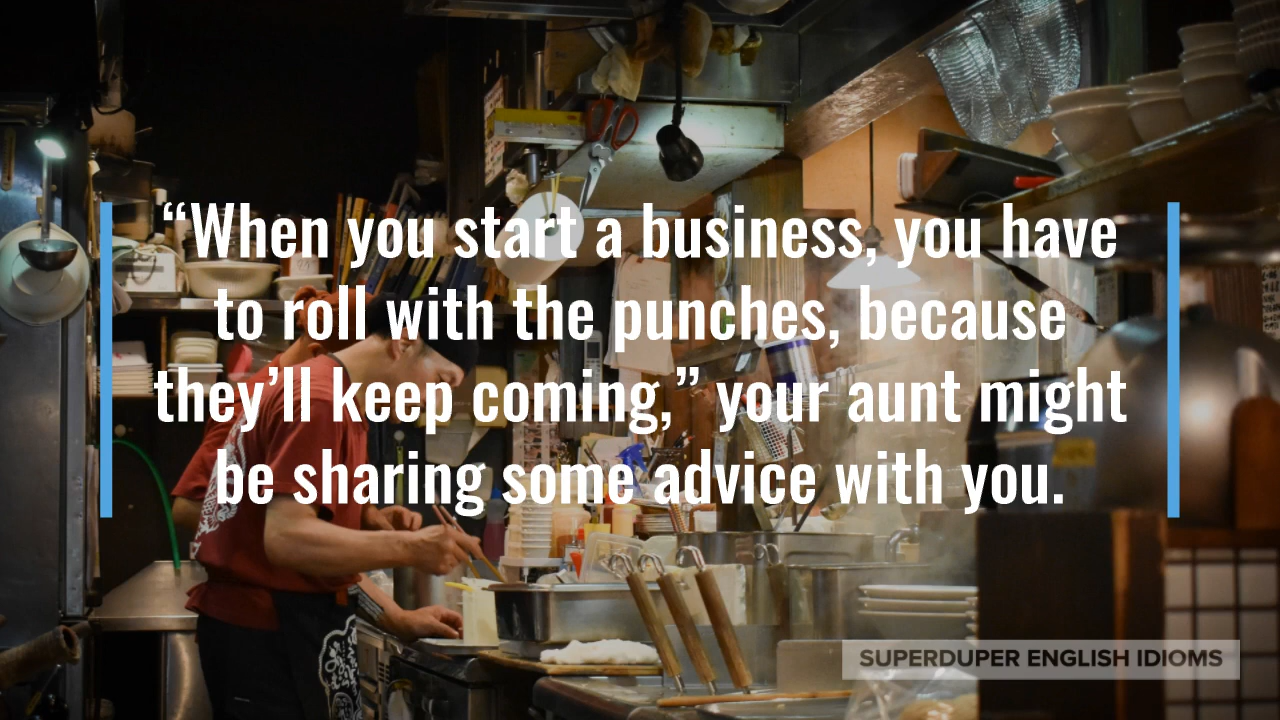 “When you start a business, you have
to roll with the punches, because
they’ll keep coming,” your aunt might
be sharing some advice with you.
SUPERDUPER ENGLISH IDIOMS